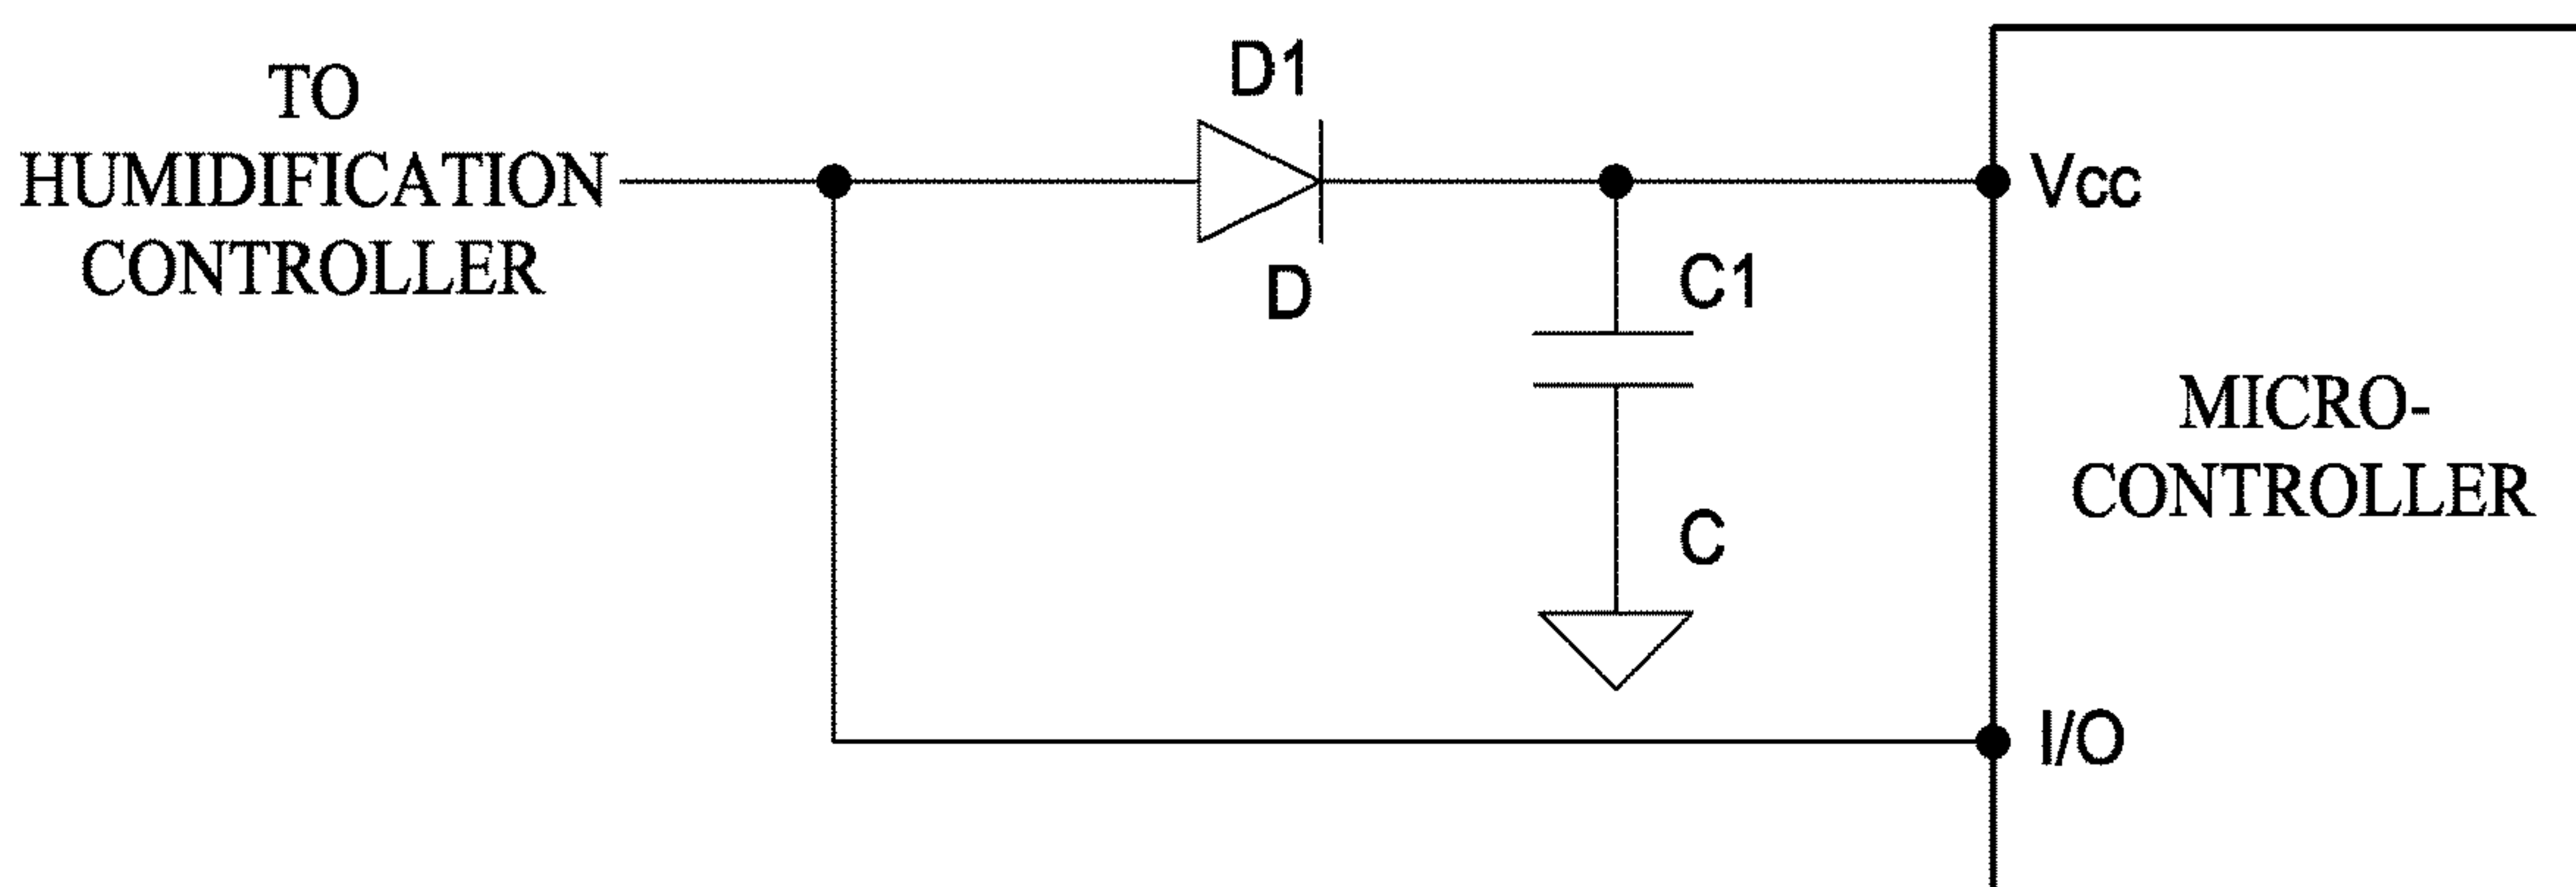 TO
HUMIDIFICATION
CONTROLLER
D1
D
C1
C
Vcc
MICRO-
CONTROLLER
I/O